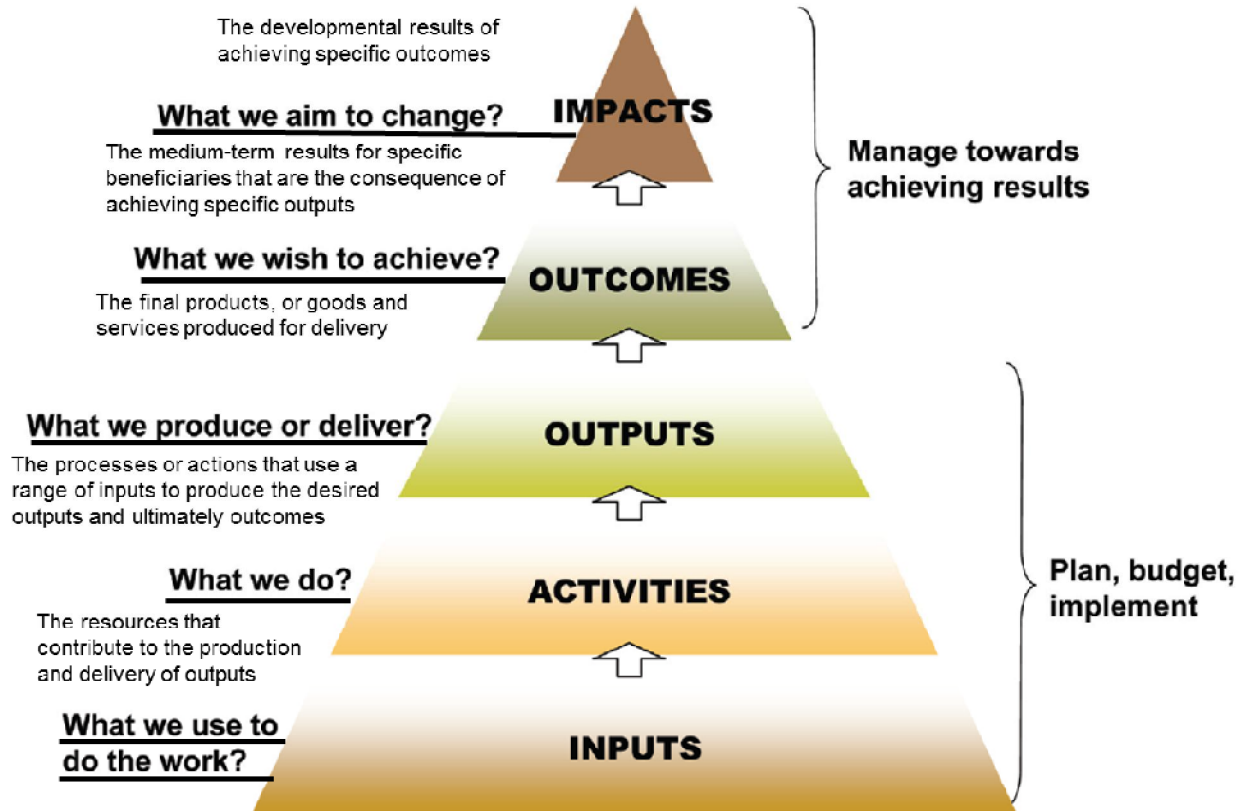 The developmental results of
achieving specific outcomes
IMPACTS
What we aim to change?
The medium-term results for specific
beneficiaries that are the consequence of
achieving specific outputs
Manage towards
achieving results
What we wish to achieve?
OUTCOMES
The final products, or goods and
services produced for delivery
What we produce or deliver?
OUTPUTS
The processes or actions that use a
range of inputs to produce the desired
outputs and ultimately outcomes
What we do?
ACTIVITIES
Plan, budget,
implement
The resources that
contribute to the production
and delivery of outputs
What we use to
do the work?
INPUTS